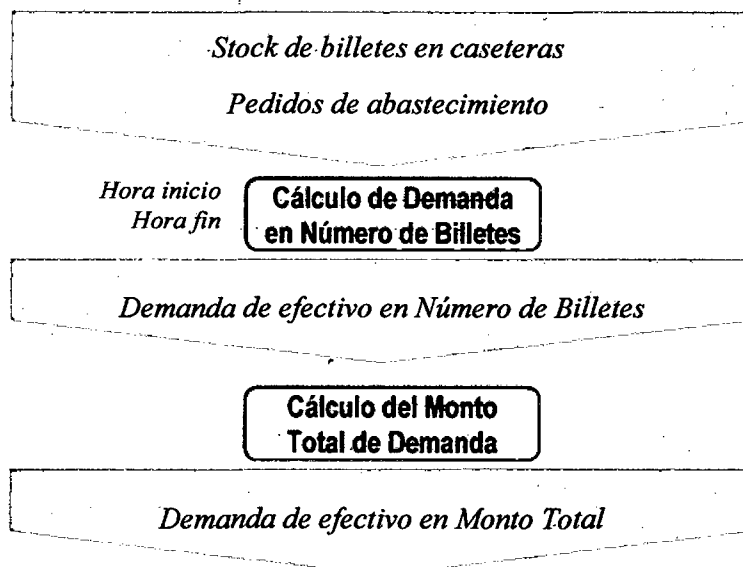 Stock de billetes en caseteras
Pedidos de abastecimiento
Hora inicio
Hora fin
Cálculo de Demanda
en Número de Billetes
Demanda de efectivo en Número de Billetes
Cálculo del Monto
Total de Demanda
Demanda de efectivo en Monto Total